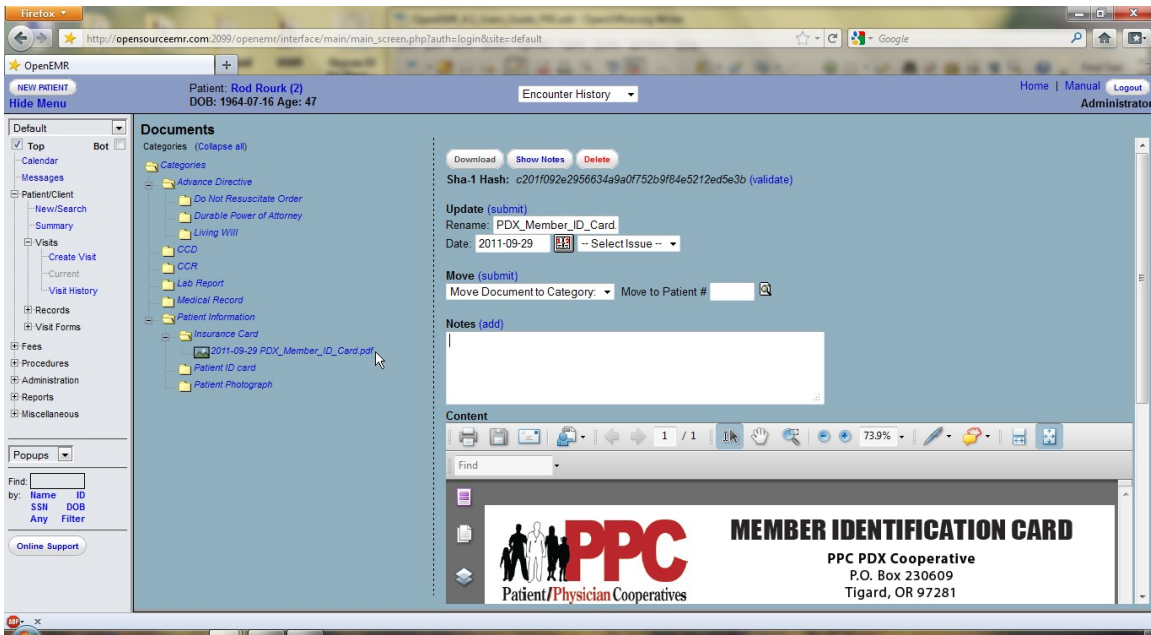 Firefox
http://opensourceemr.com:2099/openemr/interface/main/main_screen.php?auth=login&site=default
Google
OpenEMR
NEW PATIENT
Hide Menu
Patient: Rod Rourk (2)
DOB: 1964-07-16 Age: 47
Encounter History
Home | Manual Logout
Administrator
Default
Top Bot
Calendar
Messages
Patient/Client
New/Search
Summary
Visits
Create Visit
Current
Visit History
Records
Visit Forms
Fees
Procedures
Administration
Reports
Miscellaneous
Popups
Find:
by: Name ID
SSN DOB
Any Filter
Online Support
Documents
Categories (Collapse all)
Categories
Advance Directive
Do Not Resuscitate Order
Durable Power of Attorney
Living Will
CCD
CCR
Lab Report
Medical Record
Patient Information
Insurance Card
2011-09-29 PDX_Member_ID_Card.pdf
Patient ID card
Patient Photograph
Download Show Notes Delete
Sha-1 Hash: c201f092e2956634a9a0f752b9f84e5212ed5e3b (validate)
Update (submit)
Rename: PDX_Member_ID_Card.
Date: 2011-09-29 -- Select Issue --
Move (submit)
Move Document to Category: Move to Patient #
Notes (add)
Content
1 / 1 73.9%
Find
PPC
Patient/Physician Cooperatives
MEMBER IDENTIFICATION CARD
PPC PDX Cooperative
P.O. Box 230609
Tigard, OR 97281
ABP